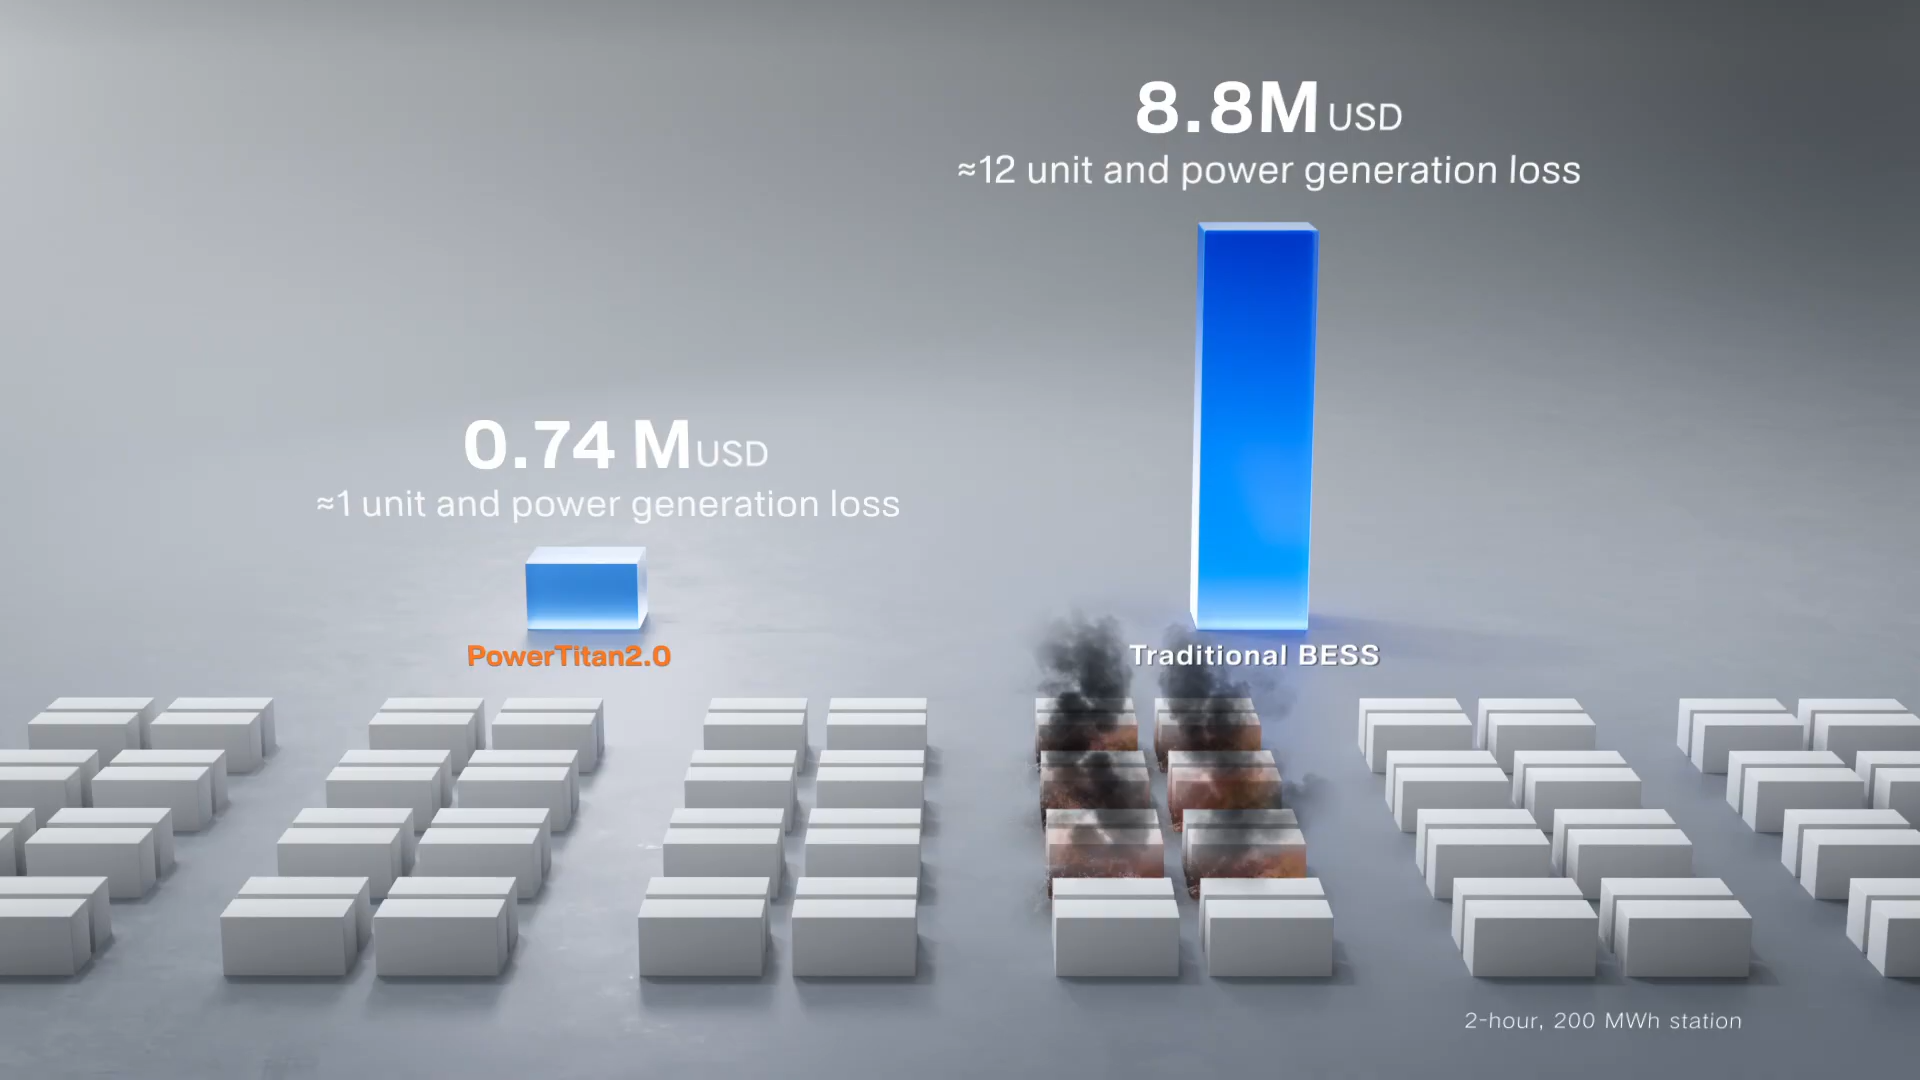 8.8M USD
≈12 unit and power generation loss
0.74 M USD
≈1 unit and power generation loss
PowerTitan2.0
Traditional BESS
2-hour, 200 MWh station